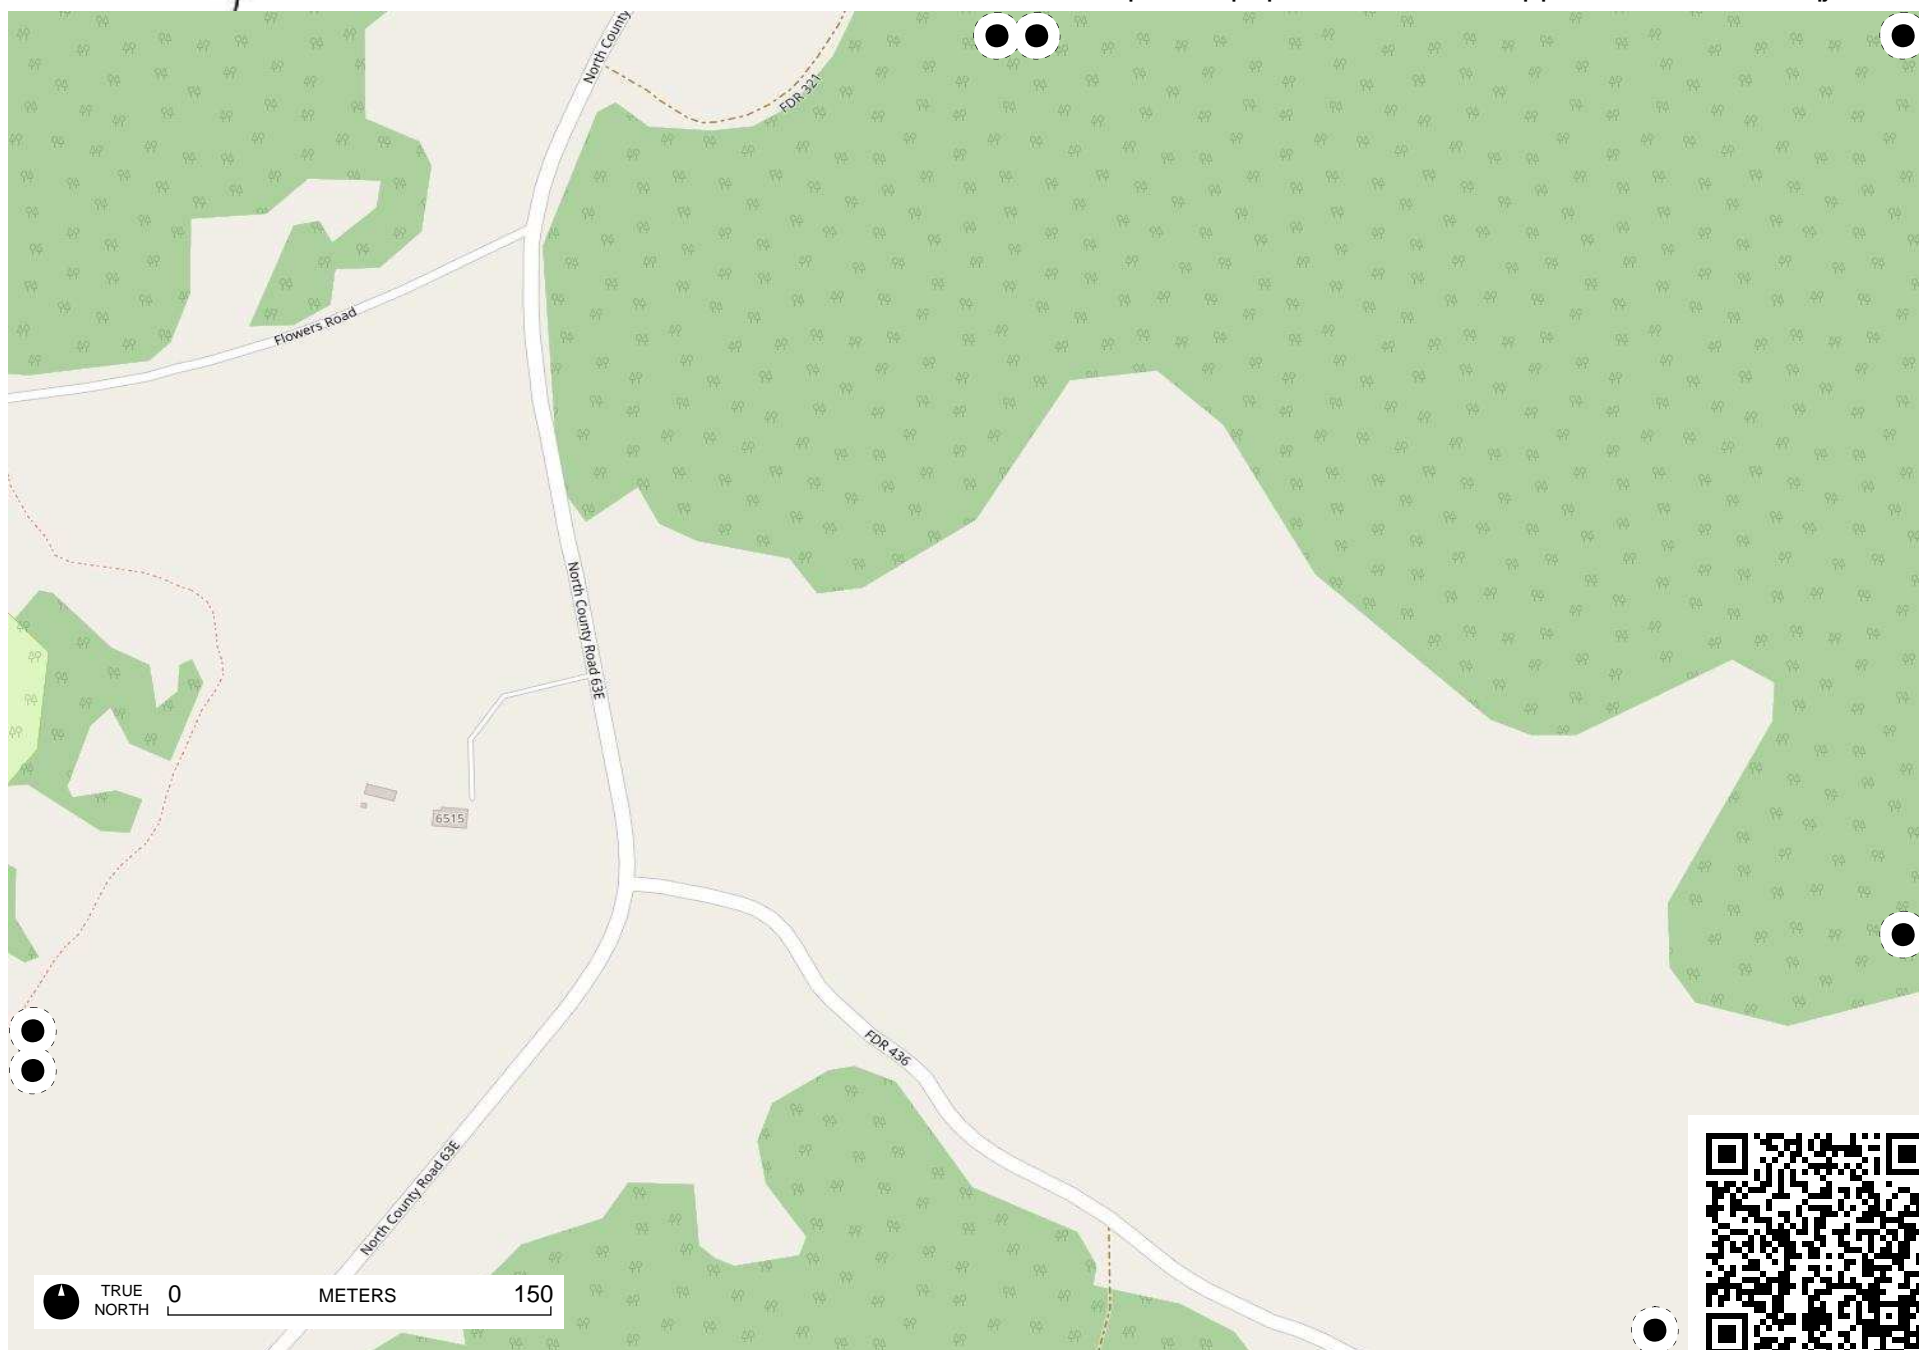 North County
FDR 321
Flowers Road
North County Road 63E
6515
FDR 436
North County Road 63E
TRUE NORTH
0 METERS 150